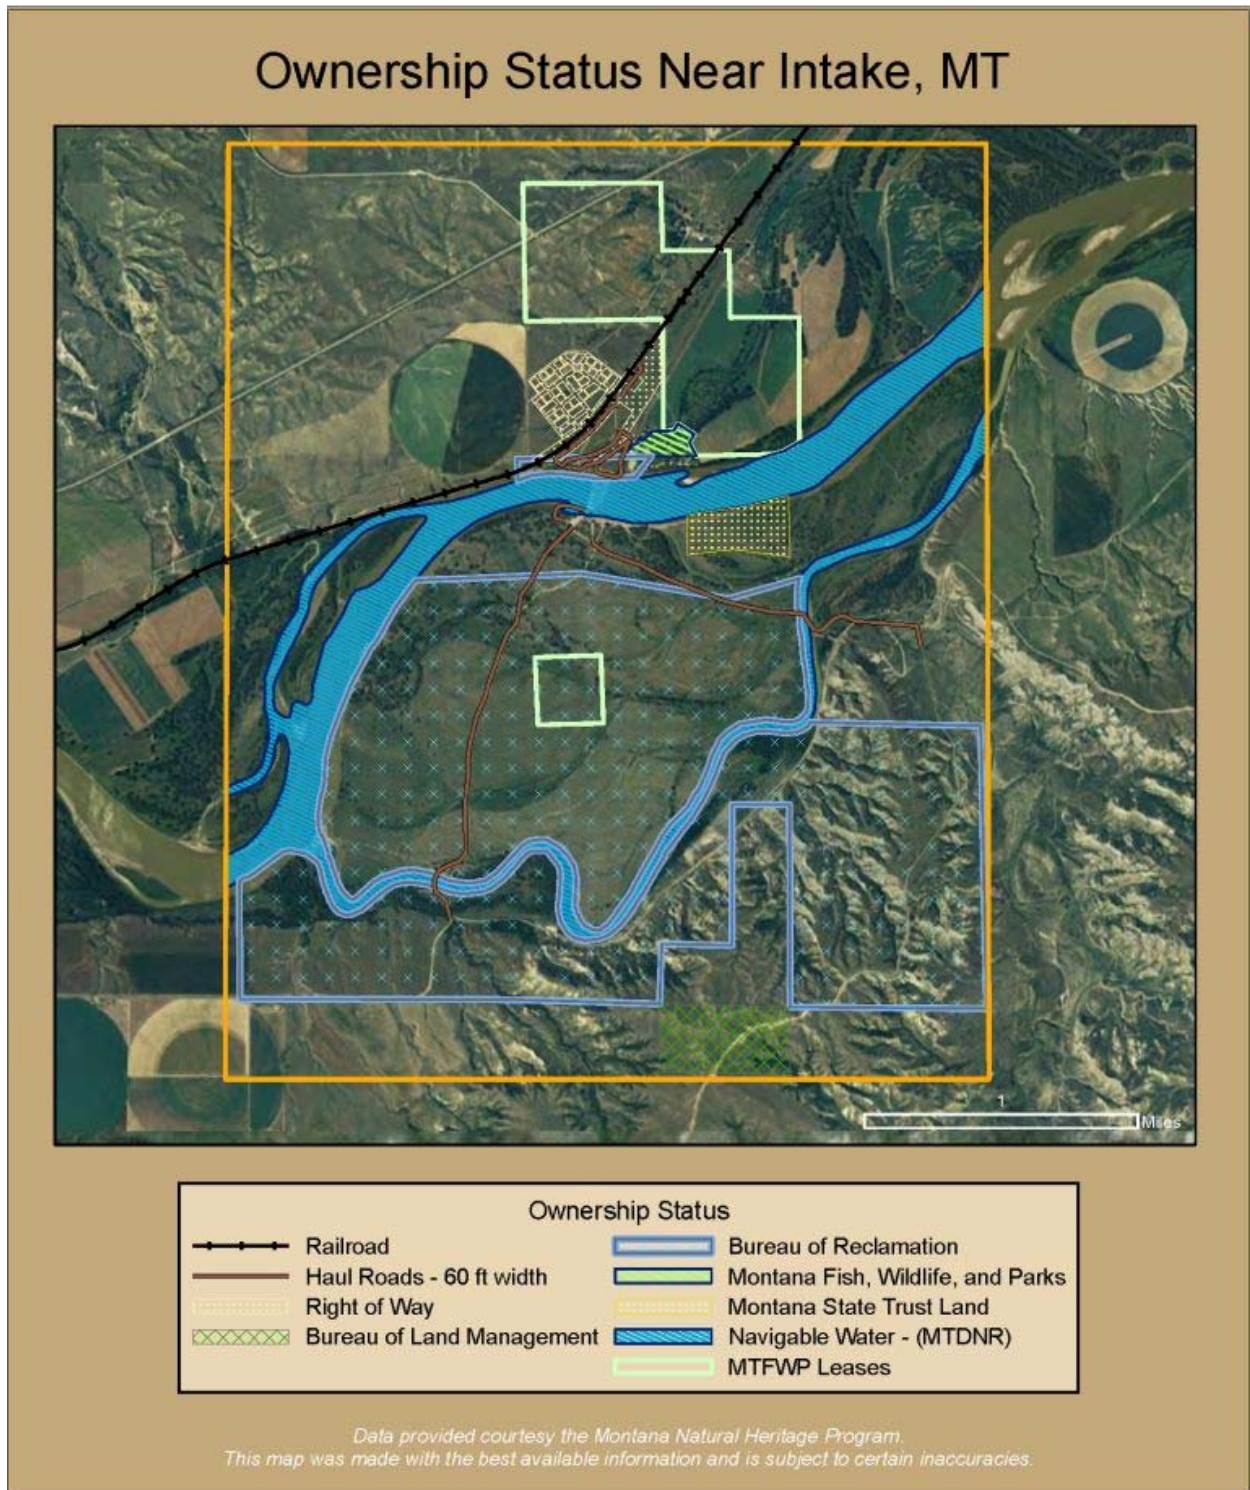 Ownership Status Near Intake, MT
1
Miles
Ownership Status
Railroad
Haul Roads - 60 ft width
Right of Way
Bureau of Land Management
Bureau of Reclamation
Montana Fish, Wildlife, and Parks
Montana State Trust Land
Navigable Water - (MTDNR)
MTFWP Leases
Data provided courtesy the Montana Natural Heritage Program.
This map was made with the best available information and is subject to certain inaccuracies.